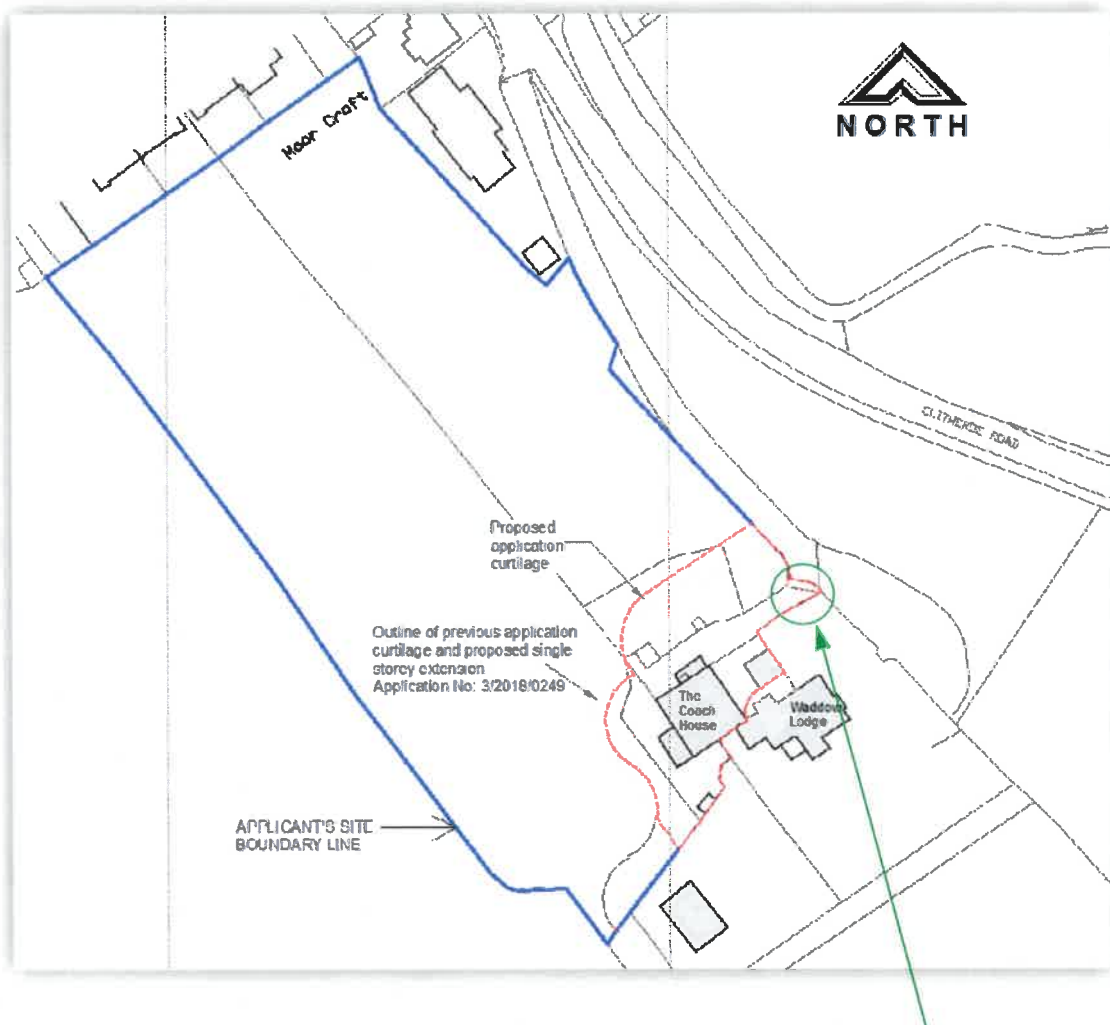 NORTH
Moor Croft
CLITHEROE ROAD
Proposed
application
curtilage
Outline of previous application
curtilage and proposed single
storey extension
Application No: 3/2018/0249
The
Coach
House
Waddow
Lodge
APPLICANT'S SITE
BOUNDARY LINE